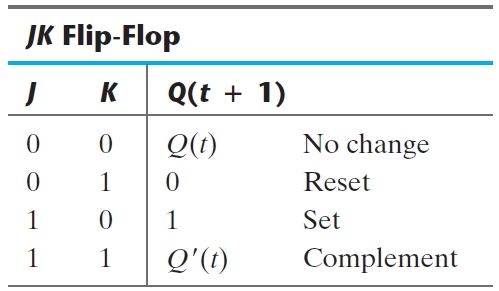 JK Flip-Flop
J K Q(t + 1)
0 0 Q(t) No change
0 1 0 Reset
1 0 1 Set
1 1 Q'(t) Complement